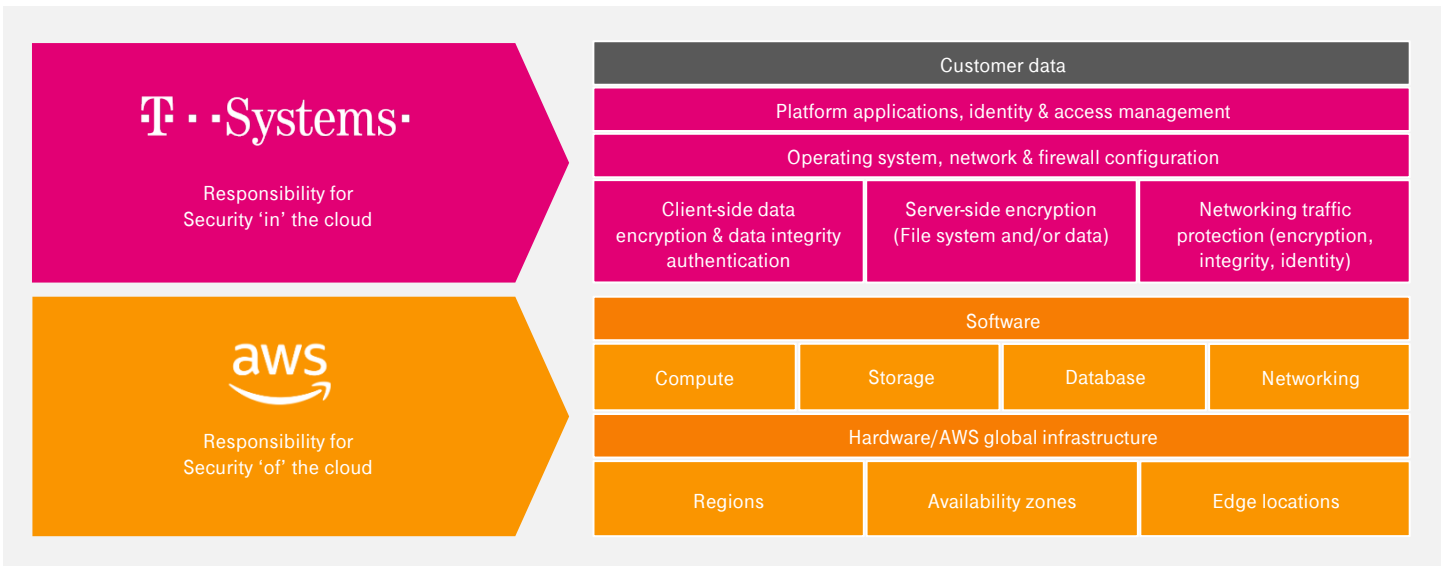 T · ·Systems·
Responsibility for
Security ‘in’ the cloud
Customer data
Platform applications, identity & access management
Operating system, network & firewall configuration
Client-side data
encryption & data integrity
authentication
Server-side encryption
(File system and/or data)
Networking traffic
protection (encryption,
integrity, identity)
aws
Responsibility for
Security ‘of’ the cloud
Software
Compute
Storage
Database
Networking
Hardware/AWS global infrastructure
Regions
Availability zones
Edge locations